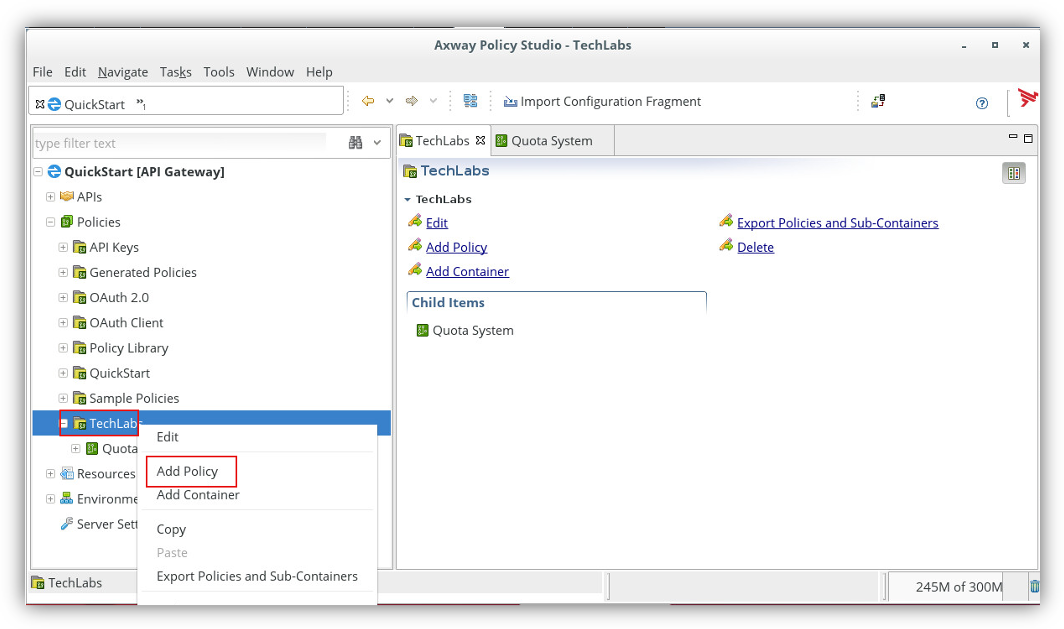 Axway Policy Studio - TechLabs
File Edit Navigate Tasks Tools Window Help
QuickStart »1
Import Configuration Fragment
type filter text
QuickStart [API Gateway]
APIs
Policies
API Keys
Generated Policies
OAuth 2.0
OAuth Client
Policy Library
QuickStart
Sample Policies
TechLabs
Quota
Resources
Environme
Server Sett
Edit
Add Policy
Add Container
Copy
Paste
Export Policies and Sub-Containers
TechLabs Quota System
TechLabs
TechLabs
Edit Export Policies and Sub-Containers
Add Policy Delete
Add Container
Child Items
Quota System
TechLabs
245M of 300M